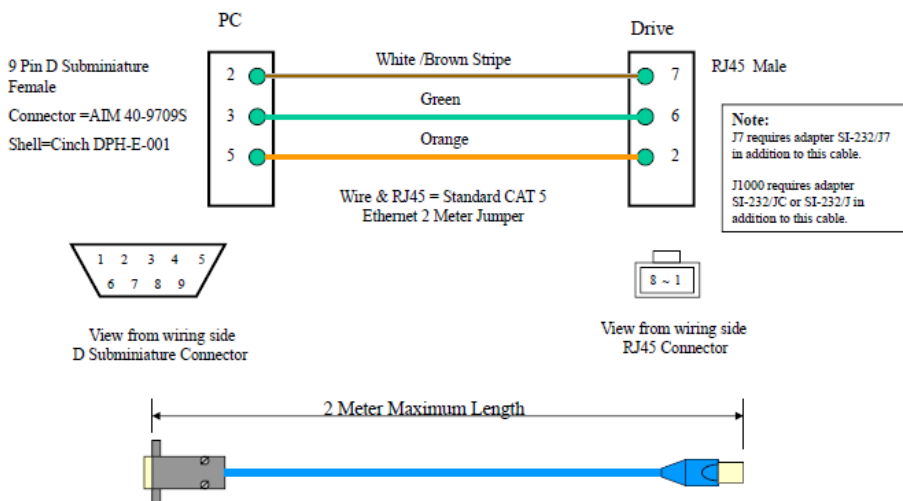 PC
Drive
9 Pin D Subminiature
Female
Connector =AIM 40-9709S
Shell=Cinch DPH-E-001
2
White /Brown Stripe
7
3
Green
6
5
Orange
2
RJ45 Male
Note:
J7 requires adapter SI-232/J7
in addition to this cable.
J1000 requires adapter
SI-232/JC or SI-232/J in
addition to this cable.
Wire & RJ45 = Standard CAT 5
Ethernet 2 Meter Jumper
1 2 3 4 5
6 7 8 9
8 ~ 1
View from wiring side
D Subminiature Connector
View from wiring side
RJ45 Connector
2 Meter Maximum Length